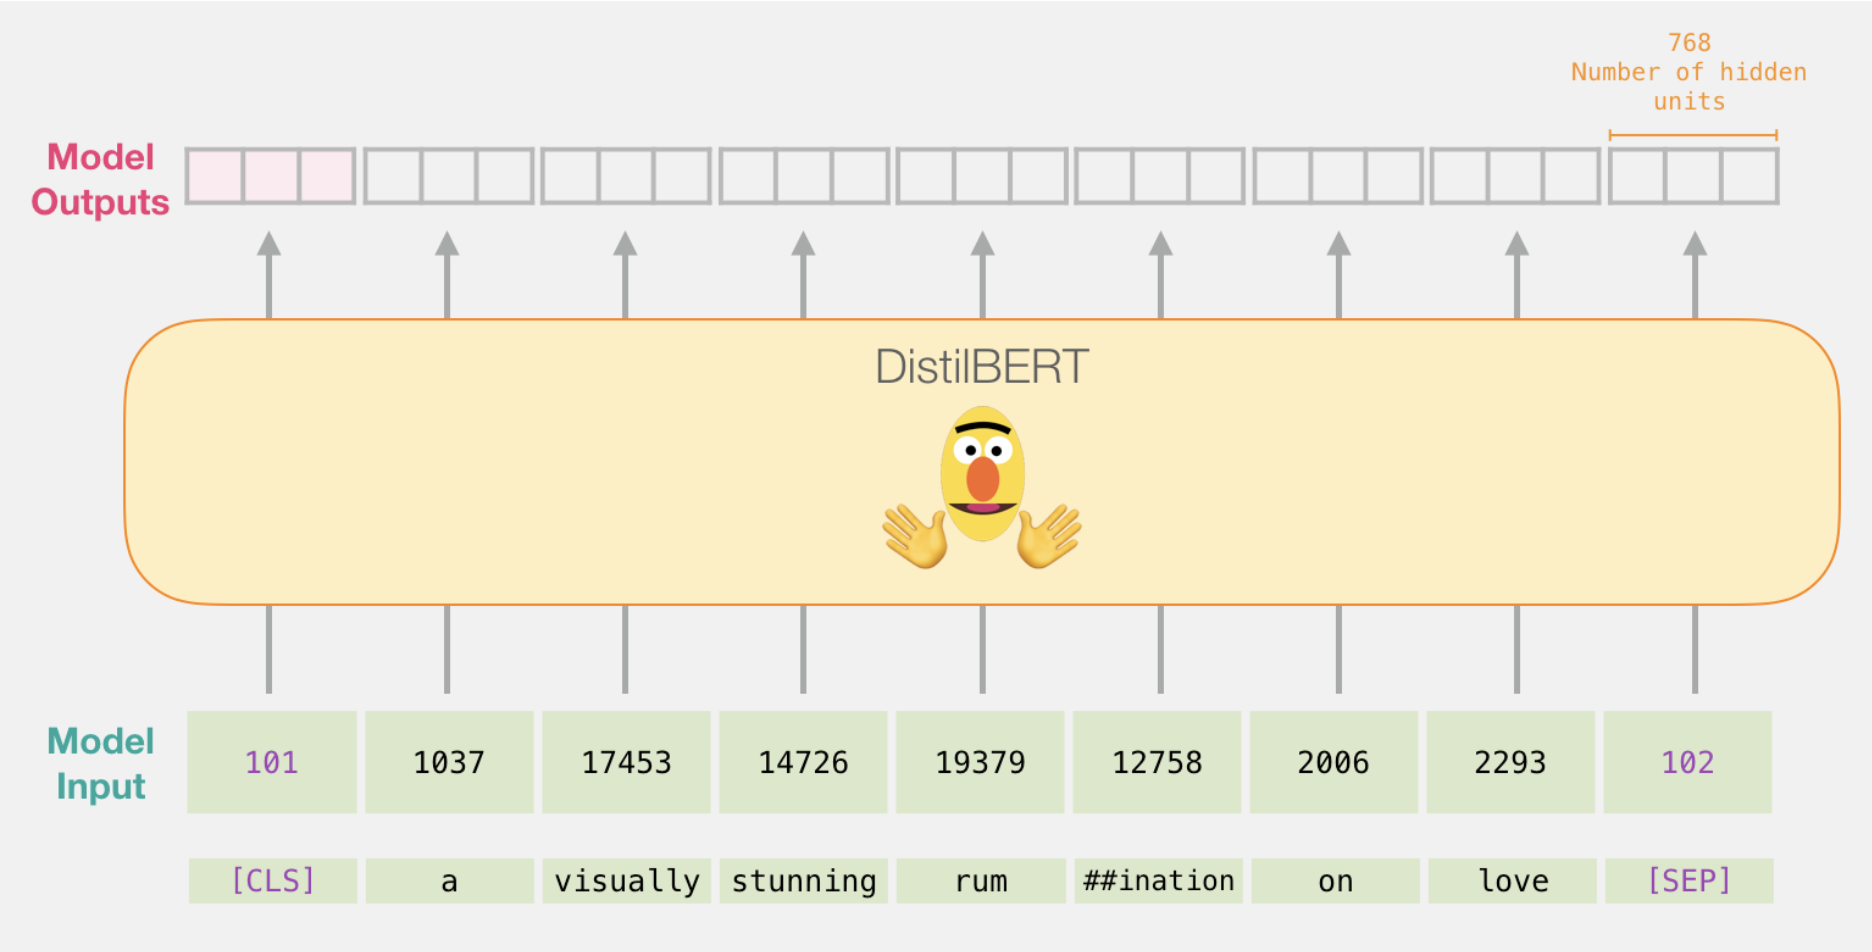 768
Number of hidden
units
Model
Outputs
DistilBERT
Model
Input
101 1037 17453 14726 19379 12758 2006 2293 102
[CLS] a visually stunning rum ##ination on love [SEP]